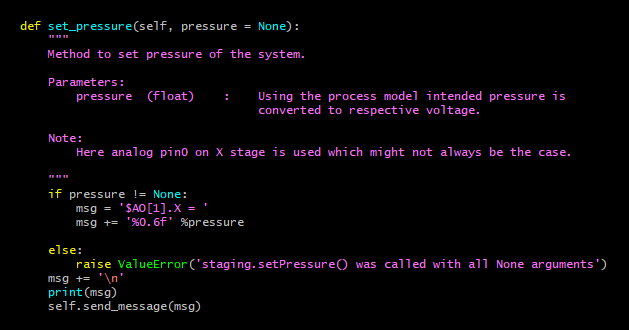 def set_pressure(self, pressure = None):
    """
    Method to set pressure of the system.

    Parameters:
        pressure  (float)    :    Using the process model intended pressure is
                                  converted to respective voltage.

    Note:
        Here analog pin0 on X stage is used which might not always be the case.

    """
    if pressure != None:
        msg = '$AO[1].X = '
        msg += '%0.6f' %pressure

    else:
        raise ValueError('staging.setPressure() was called with all None arguments')
    msg += '\n'
    print(msg)
    self.send_message(msg)